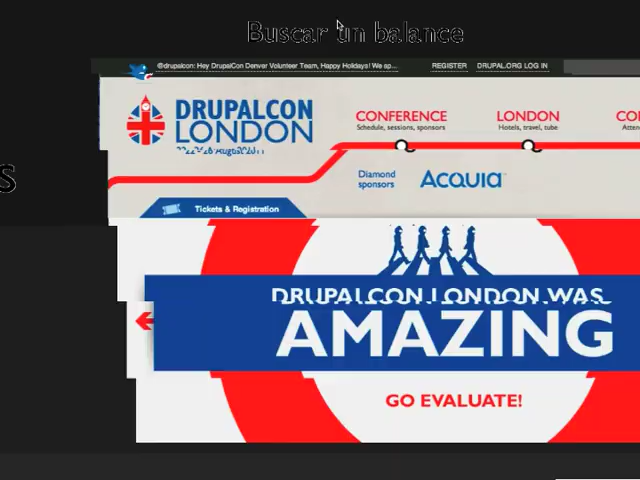 Buscar un balance
@drupalcon: Hey DrupalCon Denver Volunteer Team, Happy Holidays! We sp...
REGISTER
DRUPAL.ORG LOG IN
DRUPALCON
LONDON
CONFERENCE
Schedule, sessions, sponsors
LONDON
Hotels, travel, tube
Diamond
sponsors
ACQUIA
Tickets & Registration
DRUPALCON LONDON WAS
AMAZING
GO EVALUATE!